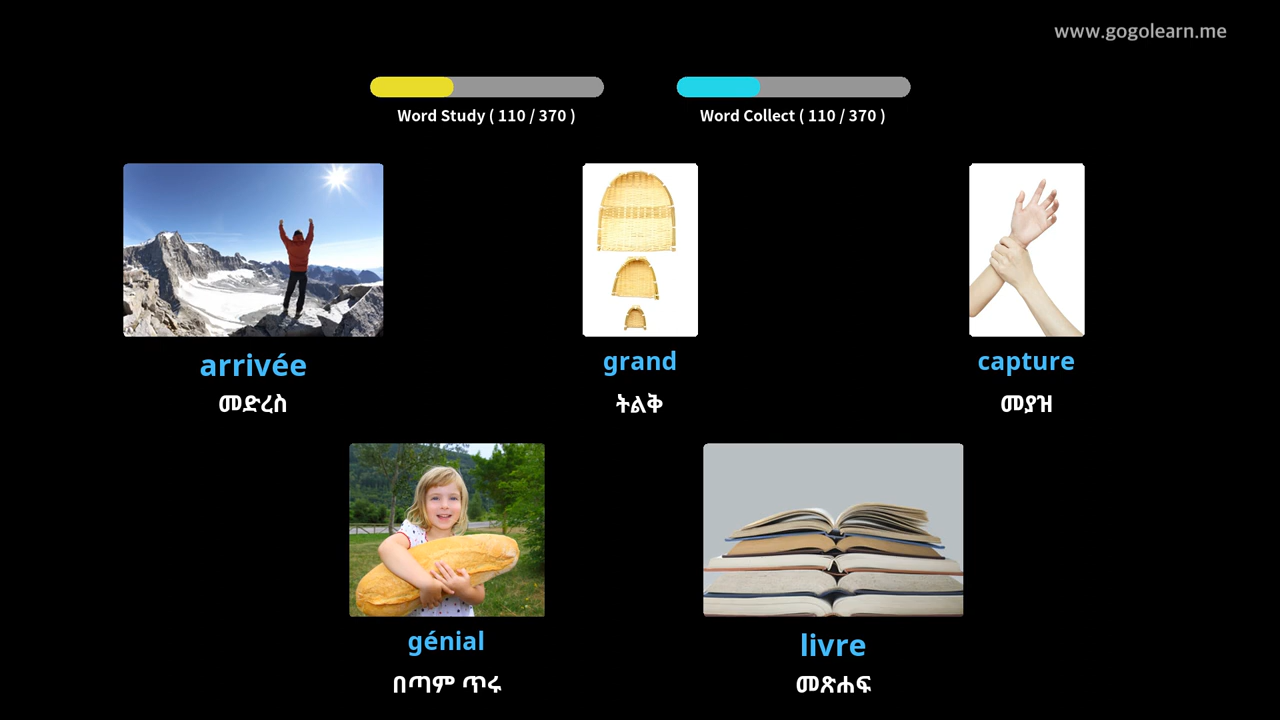 www.gogolearn.me
Word Study ( 110 / 370 )
Word Collect ( 110 / 370 )
arrivée
grand
capture
መድረስ
ትልቅ
መያዝ
génial
livre
በጣም ጥሩ
መጽሐፍ